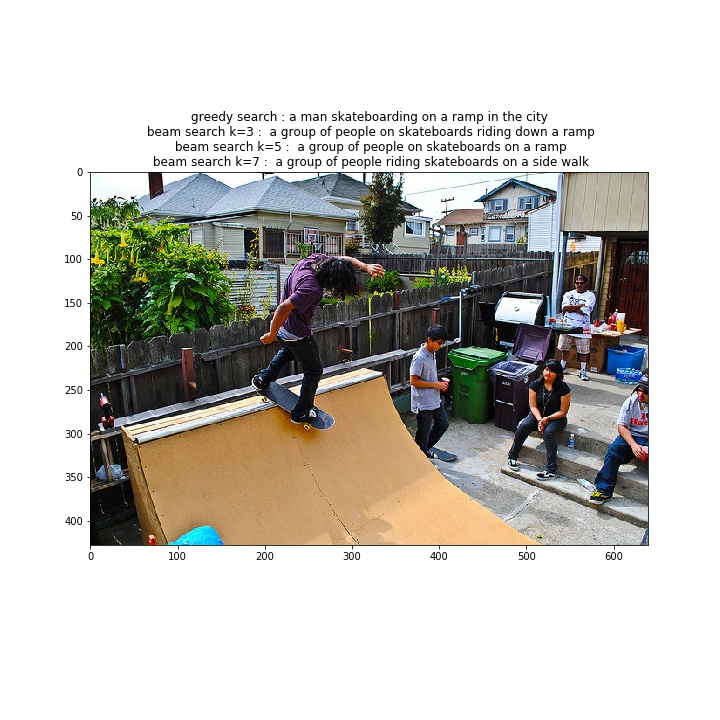 greedy search : a man skateboarding on a ramp in the city
beam search k=3 :  a group of people on skateboards riding down a ramp
beam search k=5 :  a group of people on skateboards on a ramp
beam search k=7 :  a group of people riding skateboards on a side walk
0
50
100
150
200
250
300
350
400
0 100 200 300 400 500 600